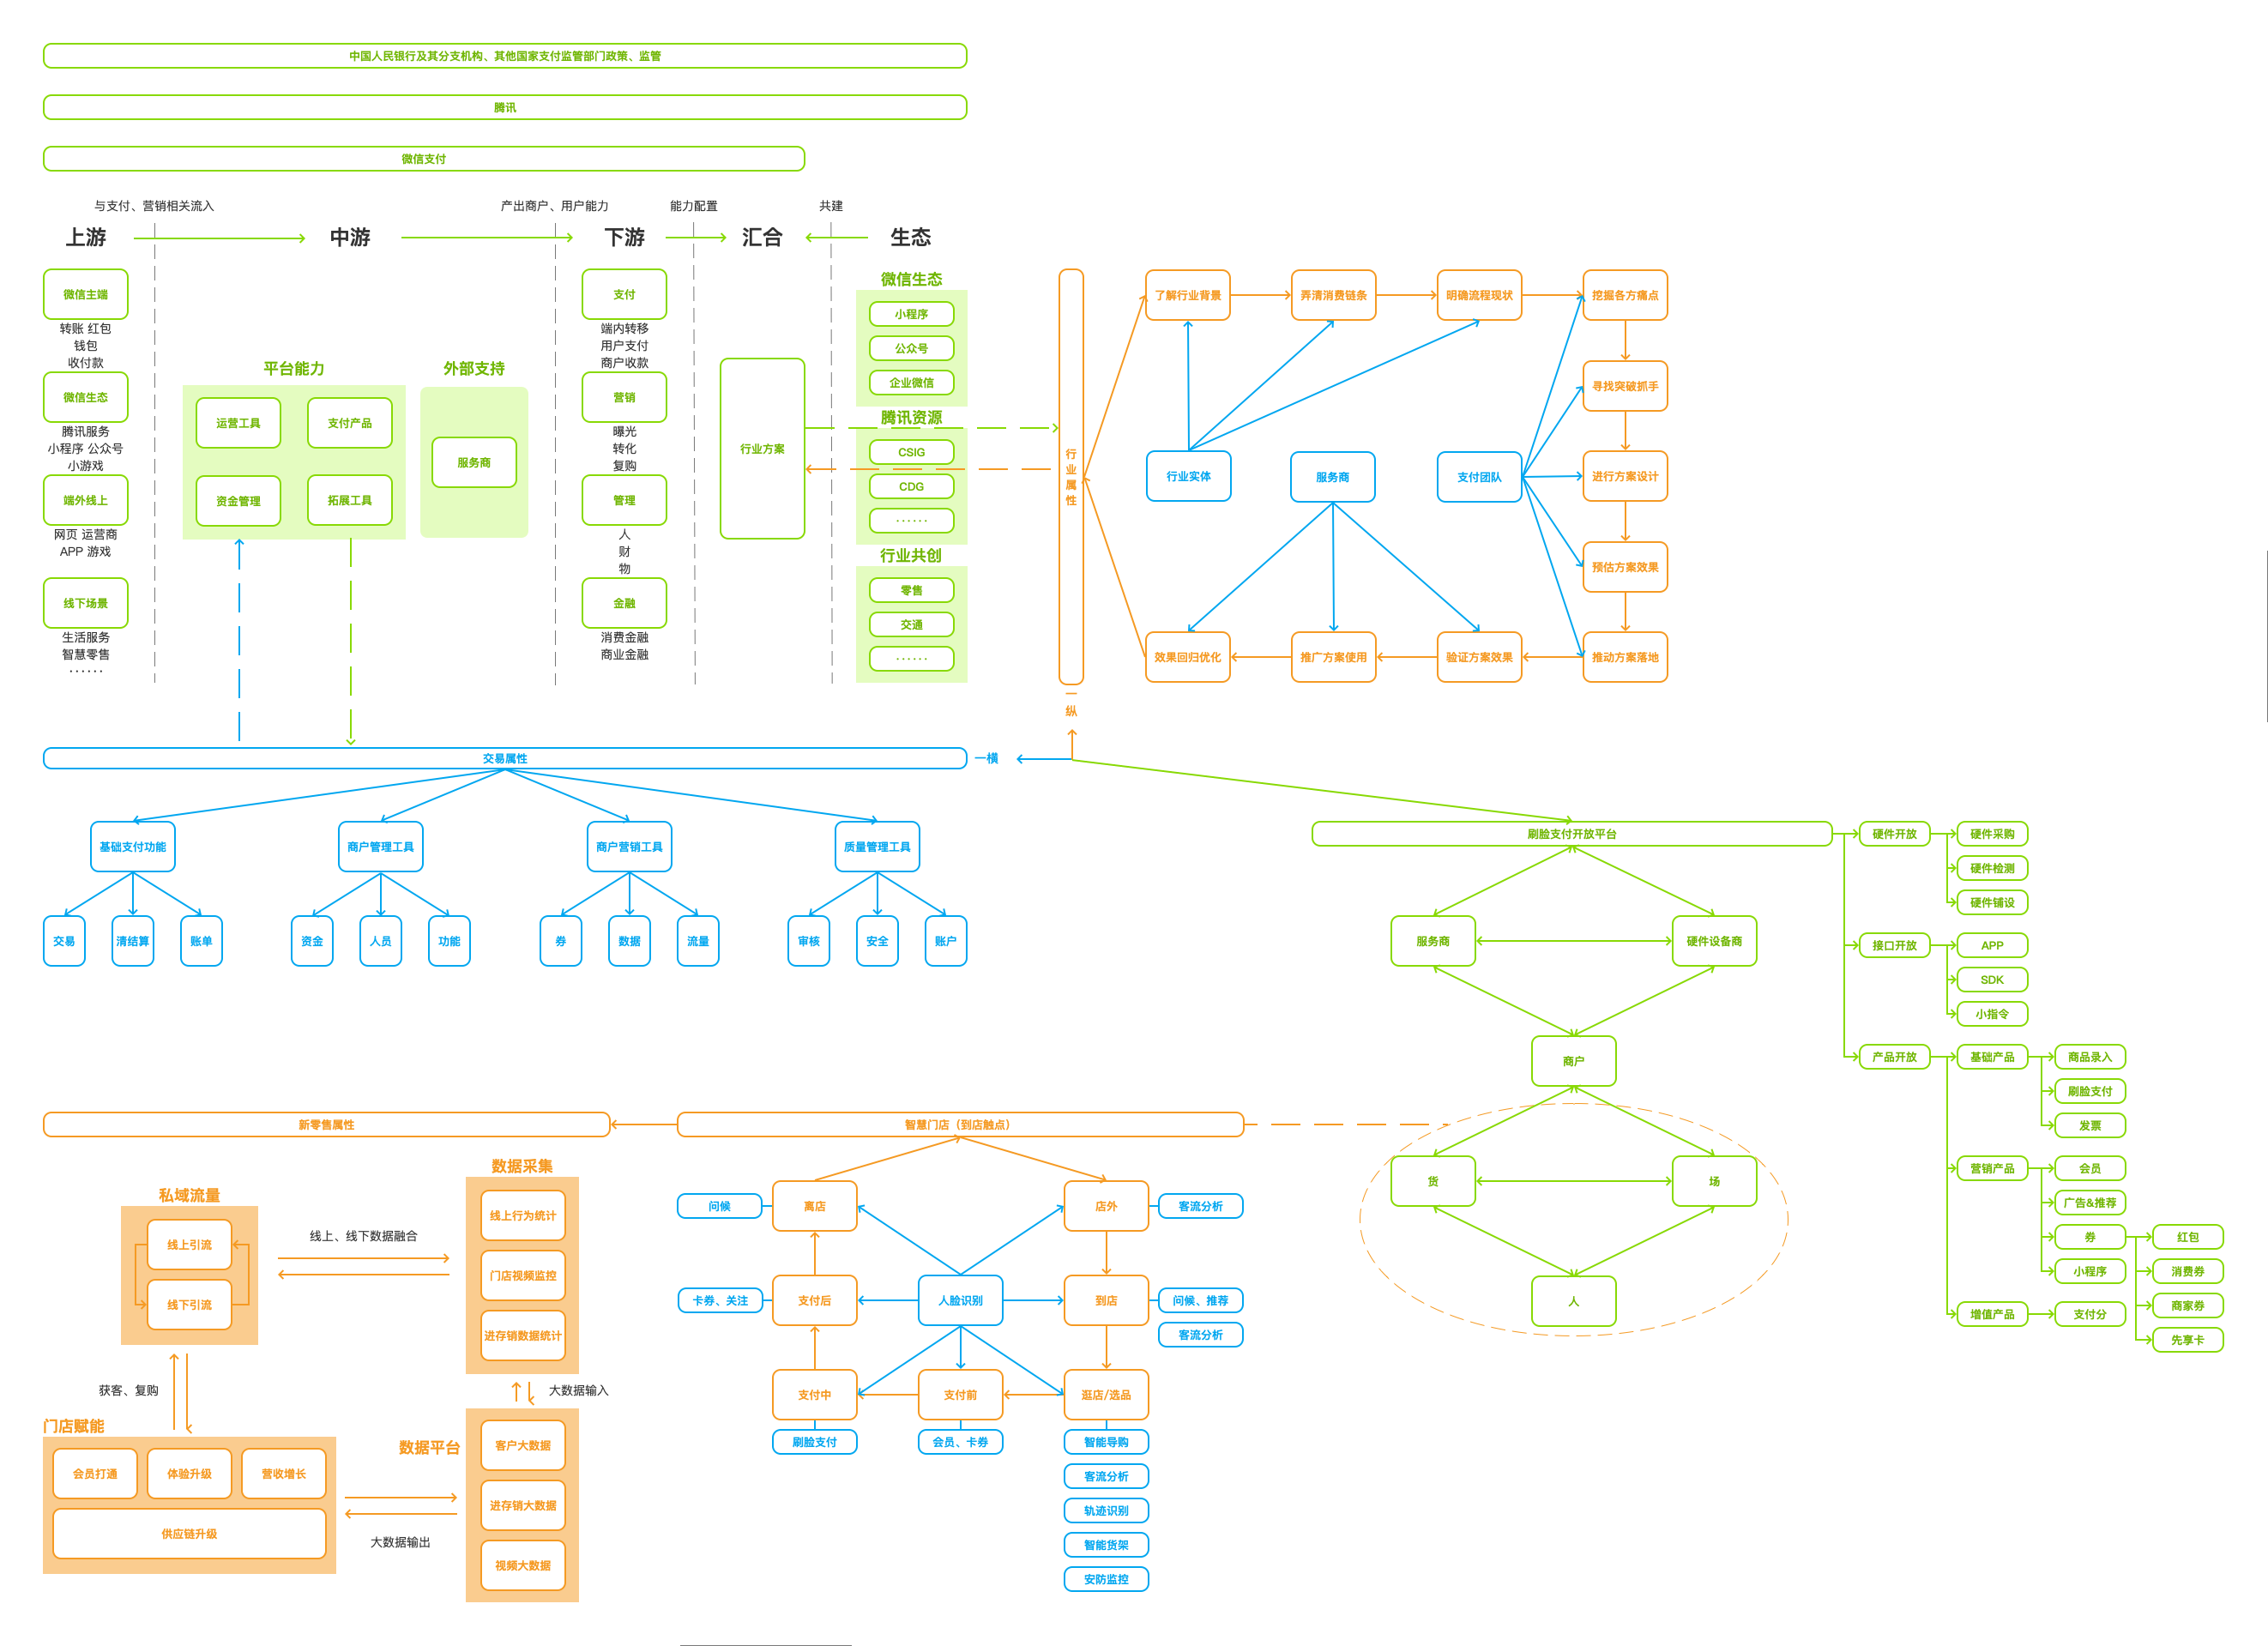 中国人民银行及其分支机构、其他国家支付监管部门政策、监管
腾讯
微信支付
与支付、营销相关流入
产出商户、用户能力
能力配置
共建
上游
中游
下游
汇合
生态
微信主端
转账 红包
钱包
收付款
微信生态
腾讯服务
小程序 公众号
小游戏
端外线上
网页 运营商
APP 游戏
线下场景
生活服务
智慧零售
······
平台能力
运营工具
支付产品
资金管理
拓展工具
外部支持
服务商
支付
端内转移
用户支付
商户收款
营销
曝光
转化
复购
管理
人
财
物
金融
消费金融
商业金融
行业方案
微信生态
小程序
公众号
企业微信
腾讯资源
CSIG
CDG
······
行业共创
零售
交通
······
行业属性
一纵
了解行业背景
弄清消费链条
明确流程现状
挖掘各方痛点
寻找突破抓手
行业实体
服务商
支付团队
进行方案设计
预估方案效果
效果回归优化
推广方案使用
验证方案效果
推动方案落地
交易属性
一横
基础支付功能
商户管理工具
商户营销工具
质量管理工具
交易
清结算
账单
资金
人员
功能
券
数据
流量
审核
安全
账户
刷脸支付开放平台
服务商
硬件设备商
商户
货
场
人
硬件开放
硬件采购
硬件检测
硬件铺设
接口开放
APP
SDK
小指令
产品开放
基础产品
商品录入
刷脸支付
发票
营销产品
会员
广告&推荐
券
红包
消费券
商家券
先享卡
小程序
增值产品
支付分
新零售属性
智慧门店（到店触点）
私域流量
线上引流
线下引流
线上、线下数据融合
数据采集
线上行为统计
门店视频监控
进存销数据统计
获客、复购
大数据输入
门店赋能
会员打通
体验升级
营收增长
供应链升级
数据平台
客户大数据
进存销大数据
视频大数据
大数据输出
问候
离店
店外
客流分析
卡券、关注
支付后
人脸识别
到店
问候、推荐
客流分析
支付中
支付前
逛店/选品
刷脸支付
会员、卡券
智能导购
客流分析
轨迹识别
智能货架
安防监控